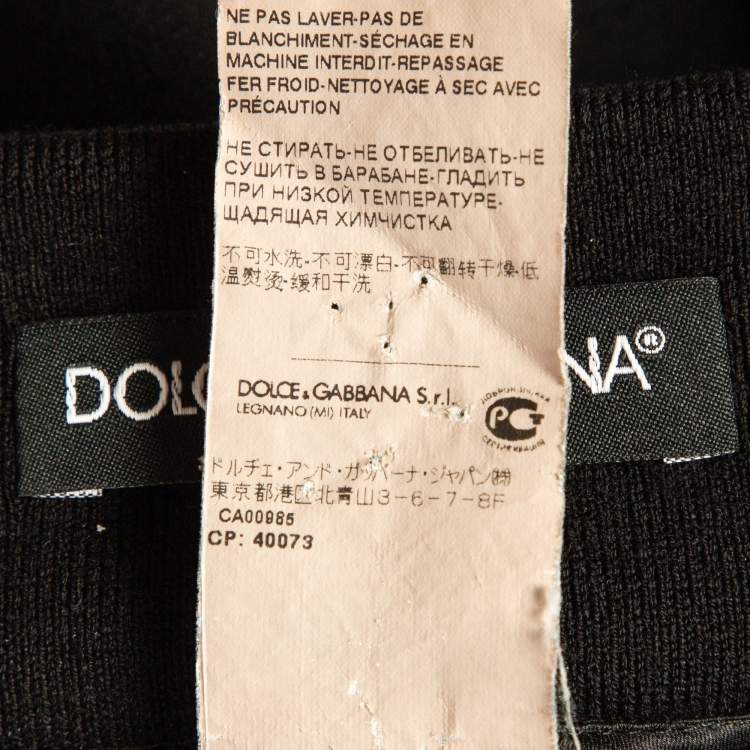 NE PAS LAVER-PAS DE
BLANCHIMENT-SÉCHAGE EN
MACHINE INTERDIT-REPASSAGE
FER FROID-NETTOYAGE À SEC AVEC
PRÉCAUTION
НЕ СТИРАТЬ-НЕ ОТБЕЛИВАТЬ-НЕ
СУШИТЬ В БАРАБАНЕ-ГЛАДИТЬ
ПРИ НИЗКОЙ ТЕМПЕРАТУРЕ-
ЩАДЯЩАЯ ХИМЧИСТКА
不可水洗-不可漂白-不可翻转干燥-低
温熨烫-缓和干洗
DOLCE&GABBANA S.r.l.
LEGNANO (MI) ITALY
PCT
ドルチェ・アンド・ガッバーナ・ジャパン㈱
東京都港区北青山3-6-7-8F
CA00985
CP: 40073
DOLC NA®